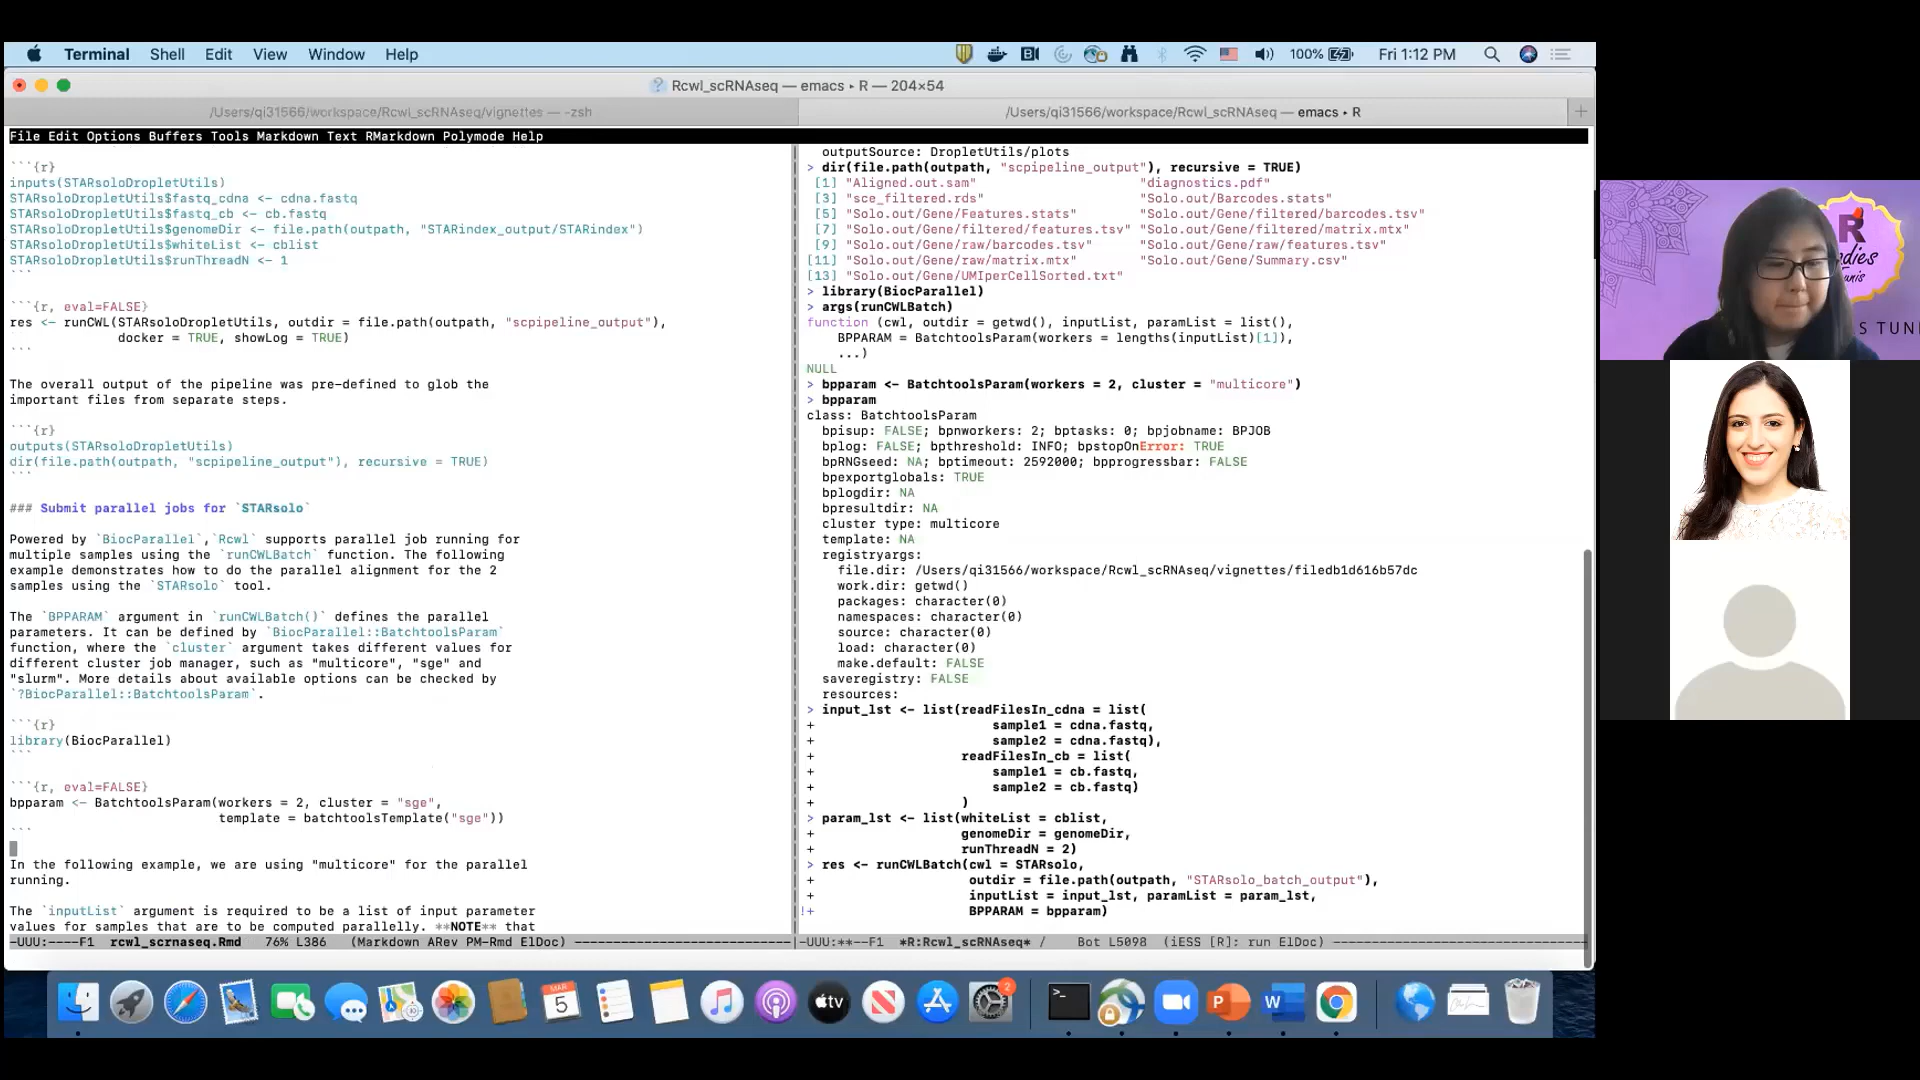 Terminal Shell Edit View Window Help 100% Fri 1:12 PM
Rcwl_scRNAseq — emacs ▸ R — 204×54
/Users/qi31566/workspace/Rcwl_scRNAseq/vignettes — -zsh
/Users/qi31566/workspace/Rcwl_scRNAseq — emacs ▸ R
File Edit Options Buffers Tools Markdown Text RMarkdown Polymode Help
```{r}
inputs(STARsoloDropletUtils)
STARsoloDropletUtils$fastq_cdna <- cdna.fastq
STARsoloDropletUtils$fastq_cb <- cb.fastq
STARsoloDropletUtils$genomeDir <- file.path(outpath, "STARindex_output/STARindex")
STARsoloDropletUtils$whiteList <- cblist
STARsoloDropletUtils$runThreadN <- 1
```
```{r, eval=FALSE}
res <- runCWL(STARsoloDropletUtils, outdir = file.path(outpath, "scpipeline_output"),
docker = TRUE, showLog = TRUE)
```
The overall output of the pipeline was pre-defined to glob the
important files from separate steps.
```{r}
outputs(STARsoloDropletUtils)
dir(file.path(outpath, "scpipeline_output"), recursive = TRUE)
```
### Submit parallel jobs for `STARsolo`
Powered by `BiocParallel`,`Rcwl` supports parallel job running for
multiple samples using the `runCWLBatch` function. The following
example demonstrates how to do the parallel alignment for the 2
samples using the `STARsolo` tool.
The `BPPARAM` argument in `runCWLBatch()` defines the parallel
parameters. It can be defined by `BiocParallel::BatchtoolsParam`
function, where the `cluster` argument takes different values for
different cluster job manager, such as "multicore", "sge" and
"slurm". More details about available options can be checked by
`?BiocParallel::BatchtoolsParam`.
```{r}
library(BiocParallel)
```
```{r, eval=FALSE}
bpparam <- BatchtoolsParam(workers = 2, cluster = "sge",
template = batchtoolsTemplate("sge"))
```
In the following example, we are using "multicore" for the parallel
running.
The `inputList` argument is required to be a list of input parameter
values for samples that are to be computed parallelly. **NOTE** that
-UUU:----F1 rcwl_scrnaseq.Rmd 76% L386 (Markdown ARev PM-Rmd ElDoc)
outputSource: DropletUtils/plots
> dir(file.path(outpath, "scpipeline_output"), recursive = TRUE)
[1] "Aligned.out.sam" "diagnostics.pdf"
[3] "sce_filtered.rds" "Solo.out/Barcodes.stats"
[5] "Solo.out/Gene/Features.stats" "Solo.out/Gene/filtered/barcodes.tsv"
[7] "Solo.out/Gene/filtered/features.tsv" "Solo.out/Gene/filtered/matrix.mtx"
[9] "Solo.out/Gene/raw/barcodes.tsv" "Solo.out/Gene/raw/features.tsv"
[11] "Solo.out/Gene/raw/matrix.mtx" "Solo.out/Gene/Summary.csv"
[13] "Solo.out/Gene/UMIperCellSorted.txt"
> library(BiocParallel)
> args(runCWLBatch)
function (cwl, outdir = getwd(), inputList, paramList = list(),
BPPARAM = BatchtoolsParam(workers = lengths(inputList)[1]),
...)
NULL
> bpparam <- BatchtoolsParam(workers = 2, cluster = "multicore")
> bpparam
class: BatchtoolsParam
bpisup: FALSE; bpnworkers: 2; bptasks: 0; bpjobname: BPJOB
bplog: FALSE; bpthreshold: INFO; bpstopOnError: TRUE
bpRNGseed: NA; bptimeout: 2592000; bpprogressbar: FALSE
bpexportglobals: TRUE
bplogdir: NA
bpresultdir: NA
cluster type: multicore
template: NA
registryargs:
file.dir: /Users/qi31566/workspace/Rcwl_scRNAseq/vignettes/filedb1d616b57dc
work.dir: getwd()
packages: character(0)
namespaces: character(0)
source: character(0)
load: character(0)
make.default: FALSE
saveregistry: FALSE
resources:
> input_lst <- list(readFilesIn_cdna = list(
+ sample1 = cdna.fastq,
+ sample2 = cdna.fastq),
+ readFilesIn_cb = list(
+ sample1 = cb.fastq,
+ sample2 = cb.fastq)
+ )
> param_lst <- list(whiteList = cblist,
+ genomeDir = genomeDir,
+ runThreadN = 2)
> res <- runCWLBatch(cwl = STARsolo,
+ outdir = file.path(outpath, "STARsolo_batch_output"),
+ inputList = input_lst, paramList = param_lst,
!+ BPPARAM = bpparam)
-UUU:**--F1 *R:Rcwl_scRNAseq* / Bot L5098 (iESS [R]: run ElDoc)
MAR
5
tv
2
R
dies
Tunis
S TUN